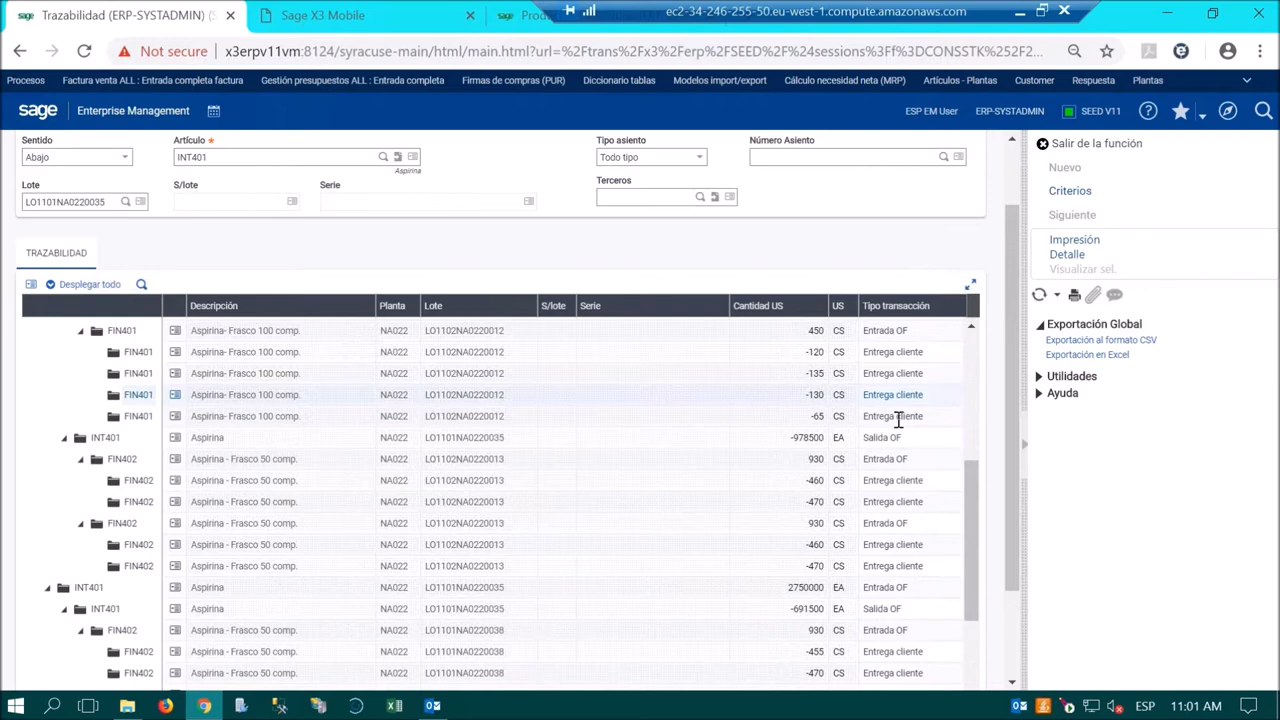 Trazabilidad (ERP-SYSTADMIN) ( ×
Sage X3 Mobile ×
Produ
ec2-34-246-255-50.eu-west-1.compute.amazonaws.com
Not secure
x3erpv11vm:8124/syracuse-main/html/main.html?url=%2Ftrans%2Fx3%2Ferp%2FSEED%2F%24sessions%3Ff%3DCONSSTK%252F2...
Procesos
Factura venta ALL : Entrada completa factura
Gestión presupuestos ALL : Entrada completa
Firmas de compras (PUR)
Diccionario tablas
Modelos import/export
Cálculo necesidad neta (MRP)
Artículos - Plantas
Customer
Respuesta
Plantas
sage
Enterprise Management
ESP EM User
ERP-SYSTADMIN
SEED V11
Sentido
Artículo *
Tipo asiento
Número Asiento
Abajo
INT401
Todo tipo
Aspirina
Lote
S/lote
Serie
Terceros
LO1101NA0220035
TRAZABILIDAD
Desplegar todo
Descripción Planta Lote S/lote Serie Cantidad US US Tipo transacción
FIN401 Aspirina- Frasco 100 comp. NA022 LO1102NA0220012 450 CS Entrada OF
FIN401 Aspirina- Frasco 100 comp. NA022 LO1102NA0220012 -120 CS Entrega cliente
FIN401 Aspirina- Frasco 100 comp. NA022 LO1102NA0220012 -135 CS Entrega cliente
FIN401 Aspirina- Frasco 100 comp. NA022 LO1102NA0220012 -130 CS Entrega cliente
FIN401 Aspirina- Frasco 100 comp. NA022 LO1102NA0220012 -65 CS Entrega cliente
INT401 Aspirina NA022 LO1101NA0220035 -978500 EA Salida OF
FIN402 Aspirina - Frasco 50 comp. NA022 LO1102NA0220013 930 CS Entrada OF
FIN402 Aspirina - Frasco 50 comp. NA022 LO1102NA0220013 -460 CS Entrega cliente
FIN402 Aspirina - Frasco 50 comp. NA022 LO1102NA0220013 -470 CS Entrega cliente
FIN402 Aspirina - Frasco 50 comp. NA022 LO1102NA0220013 930 CS Entrada OF
FIN402 Aspirina - Frasco 50 comp. NA022 LO1102NA0220013 -460 CS Entrega cliente
FIN402 Aspirina - Frasco 50 comp. NA022 LO1102NA0220013 -470 CS Entrega cliente
INT401 Aspirina NA022 LO1101NA0220035 2750000 EA Entrada OF
INT401 Aspirina NA022 LO1101NA0220035 -691500 EA Salida OF
FIN402 Aspirina - Frasco 50 comp. NA022 LO1101NA0220038 930 CS Entrada OF
FIN402 Aspirina - Frasco 50 comp. NA022 LO1101NA0220038 -455 CS Entrega cliente
FIN402 Aspirina - Frasco 50 comp. NA022 LO1101NA0220038 -470 CS Entrega cliente
Salir de la función
Nuevo
Criterios
Siguiente
Impresión
Detalle
Visualizar sel.
Exportación Global
Exportación al formato CSV
Exportación en Excel
Utilidades
Ayuda
ESP
11:01 AM